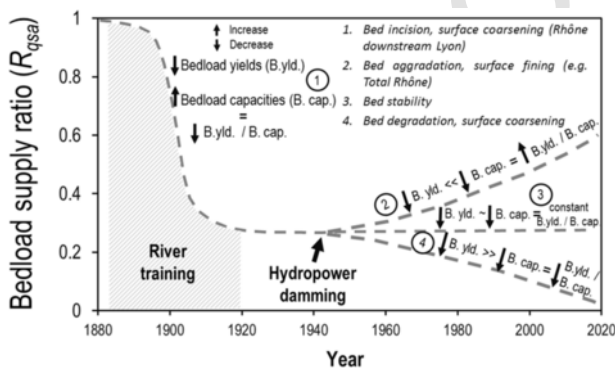 ↑ Increase
↓ Decrease
1. Bed incision, surface coarsening (Rhône
downstream Lyon)
2. Bed aggradation, surface fining (e.g.
Total Rhône)
3. Bed stability
4. Bed degradation, surface coarsening
↓ Bedload yields (B.yld.)
1
↑ Bedload capacities (B. cap.)
=
↓ B.yld. / B. cap.
2
↓ B. yld. << ↓ B. cap. = ↑ B.yld. / B. cap.
3
↓ B. yld. ~ ↓ B. cap. = constant
B.yld / B. cap.
4
↓ B. yld. >> ↓ B. cap. = ↓ B.yld. /
B. cap.
River
training
Hydropower
damming
Bedload supply ratio (Rqsa)
1
0.8
0.6
0.4
0.2
0
1880 1900 1920 1940 1960 1980 2000 2020
Year